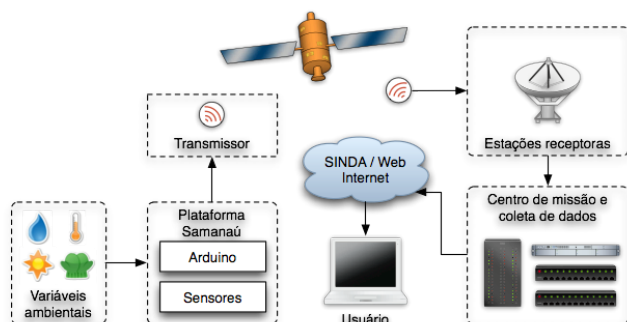 Transmissor
Estações receptoras
SINDA / Web
Internet
Centro de missão e
coleta de dados
Plataforma
Samanaú
Arduino
Sensores
Variáveis
ambientais
Usuário